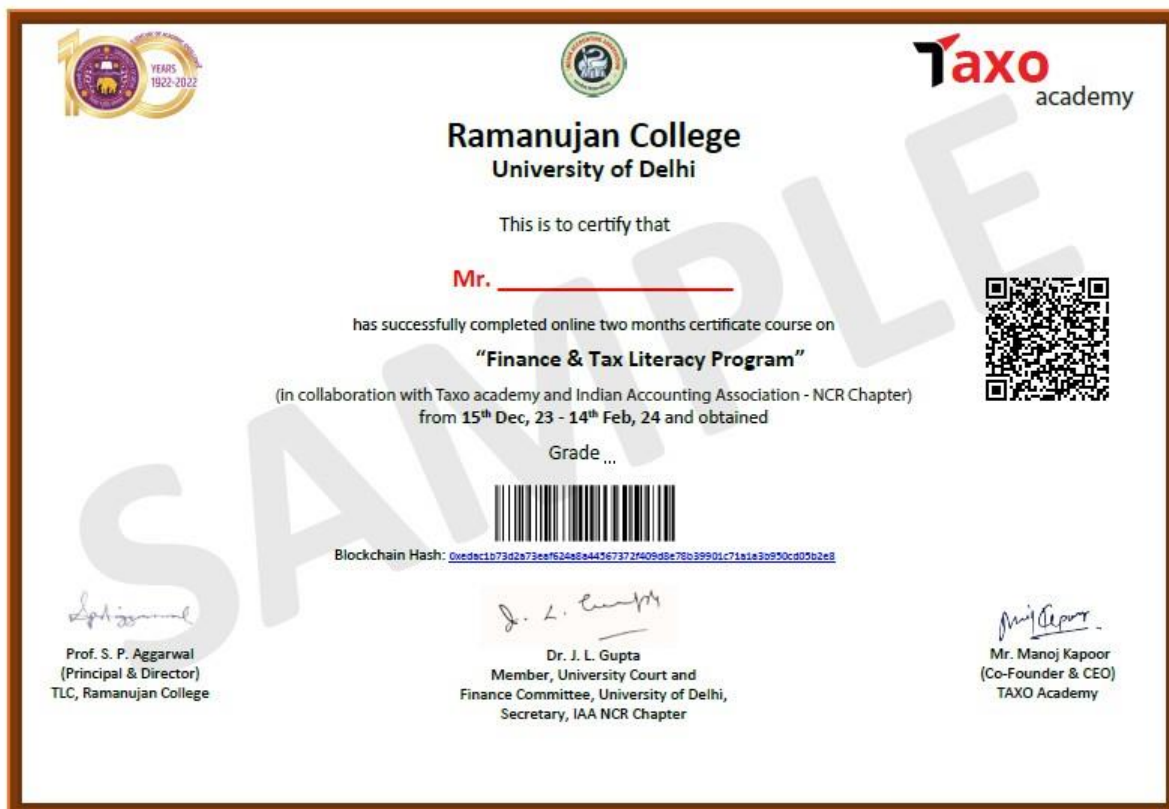 YEARS
1922-2022
Taxo
academy
Ramanujan College
University of Delhi
This is to certify that
Mr. ____________________
has successfully completed online two months certificate course on
“Finance & Tax Literacy Program”
(in collaboration with Taxo academy and Indian Accounting Association - NCR Chapter)
from 15th Dec, 23 - 14th Feb, 24 and obtained
Grade ...
SAMPLE
Blockchain Hash: 0xedac1b73d2a73eaf624a8a44567372f409d8e78b39901c71a1a3b950cd05b2e8
J. L. Gupta
Prof. S. P. Aggarwal
(Principal & Director)
TLC, Ramanujan College
Dr. J. L. Gupta
Member, University Court and
Finance Committee, University of Delhi,
Secretary, IAA NCR Chapter
Mr. Manoj Kapoor
(Co-Founder & CEO)
TAXO Academy